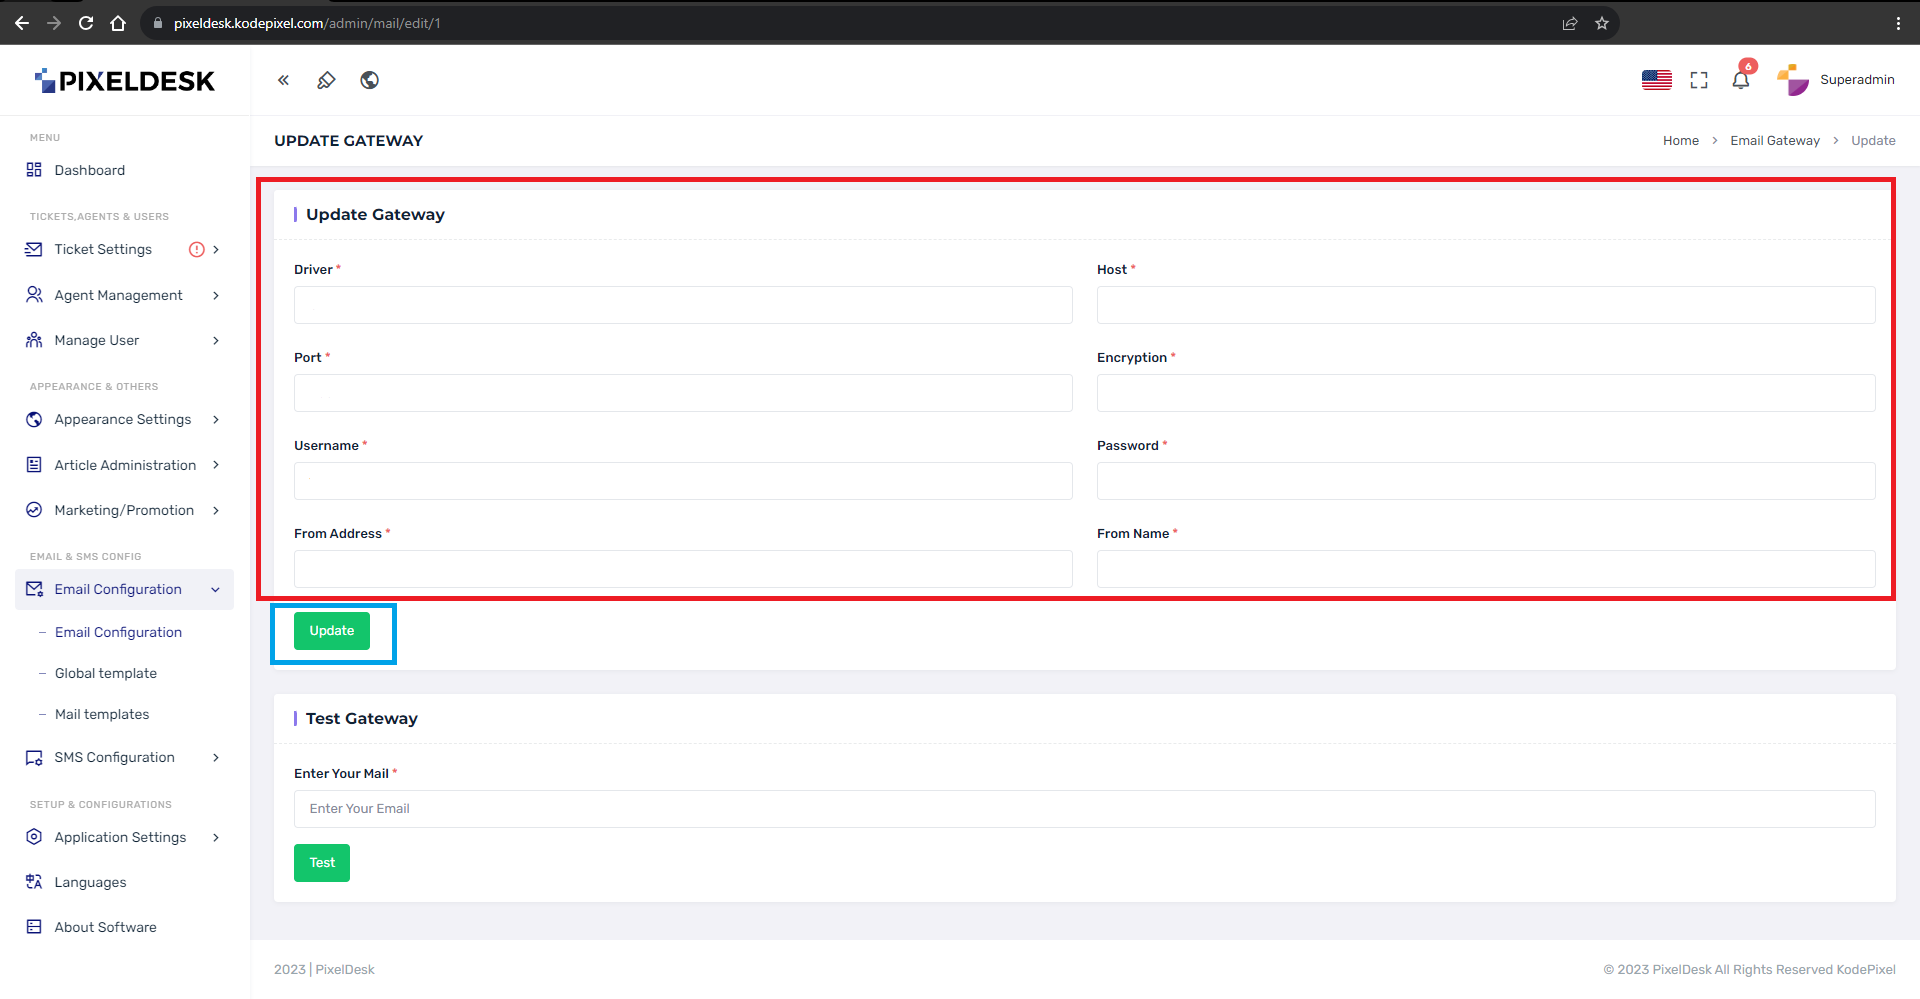 pixeldesk.kodepixel.com/admin/mail/edit/1
PIXELDESK
6
Superadmin
MENU
Dashboard
TICKETS,AGENTS & USERS
Ticket Settings
Agent Management
Manage User
APPEARANCE & OTHERS
Appearance Settings
Article Administration
Marketing/Promotion
EMAIL & SMS CONFIG
Email Configuration
– Email Configuration
– Global template
– Mail templates
SMS Configuration
SETUP & CONFIGURATIONS
Application Settings
Languages
About Software
UPDATE GATEWAY
Home > Email Gateway > Update
Update Gateway
Driver *
Host *
Port *
Encryption *
Username *
Password *
From Address *
From Name *
Update
Test Gateway
Enter Your Mail *
Enter Your Email
Test
2023 | PixelDesk
© 2023 PixelDesk All Rights Reserved KodePixel